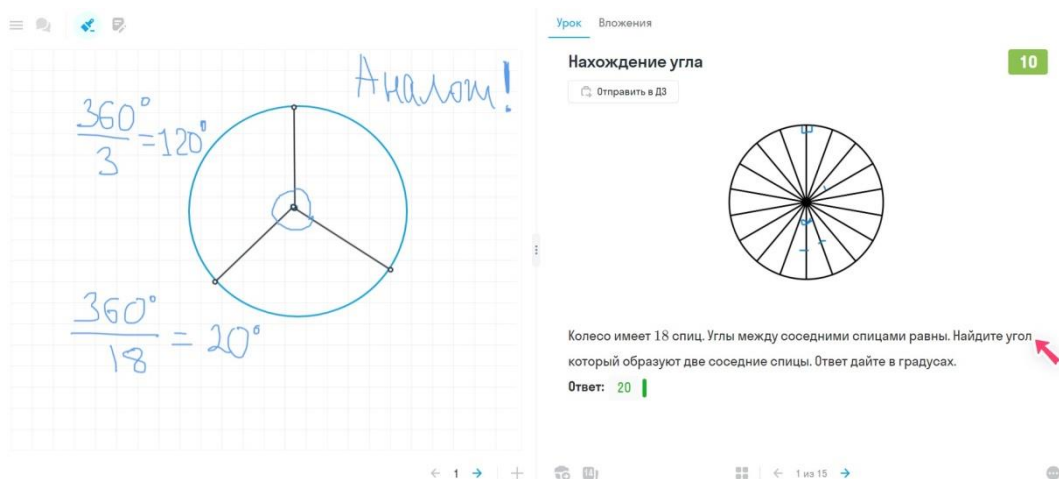 Аналог!
360°
3
=120°
360°
18
= 20°
← 1 → +
Урок Вложения
Нахождение угла
10
Отправить в ДЗ
Колесо имеет 18 спиц. Углы между соседними спицами равны. Найдите угол
который образуют две соседние спицы. Ответ дайте в градусах.
Ответ: 20
← 1 из 15 →